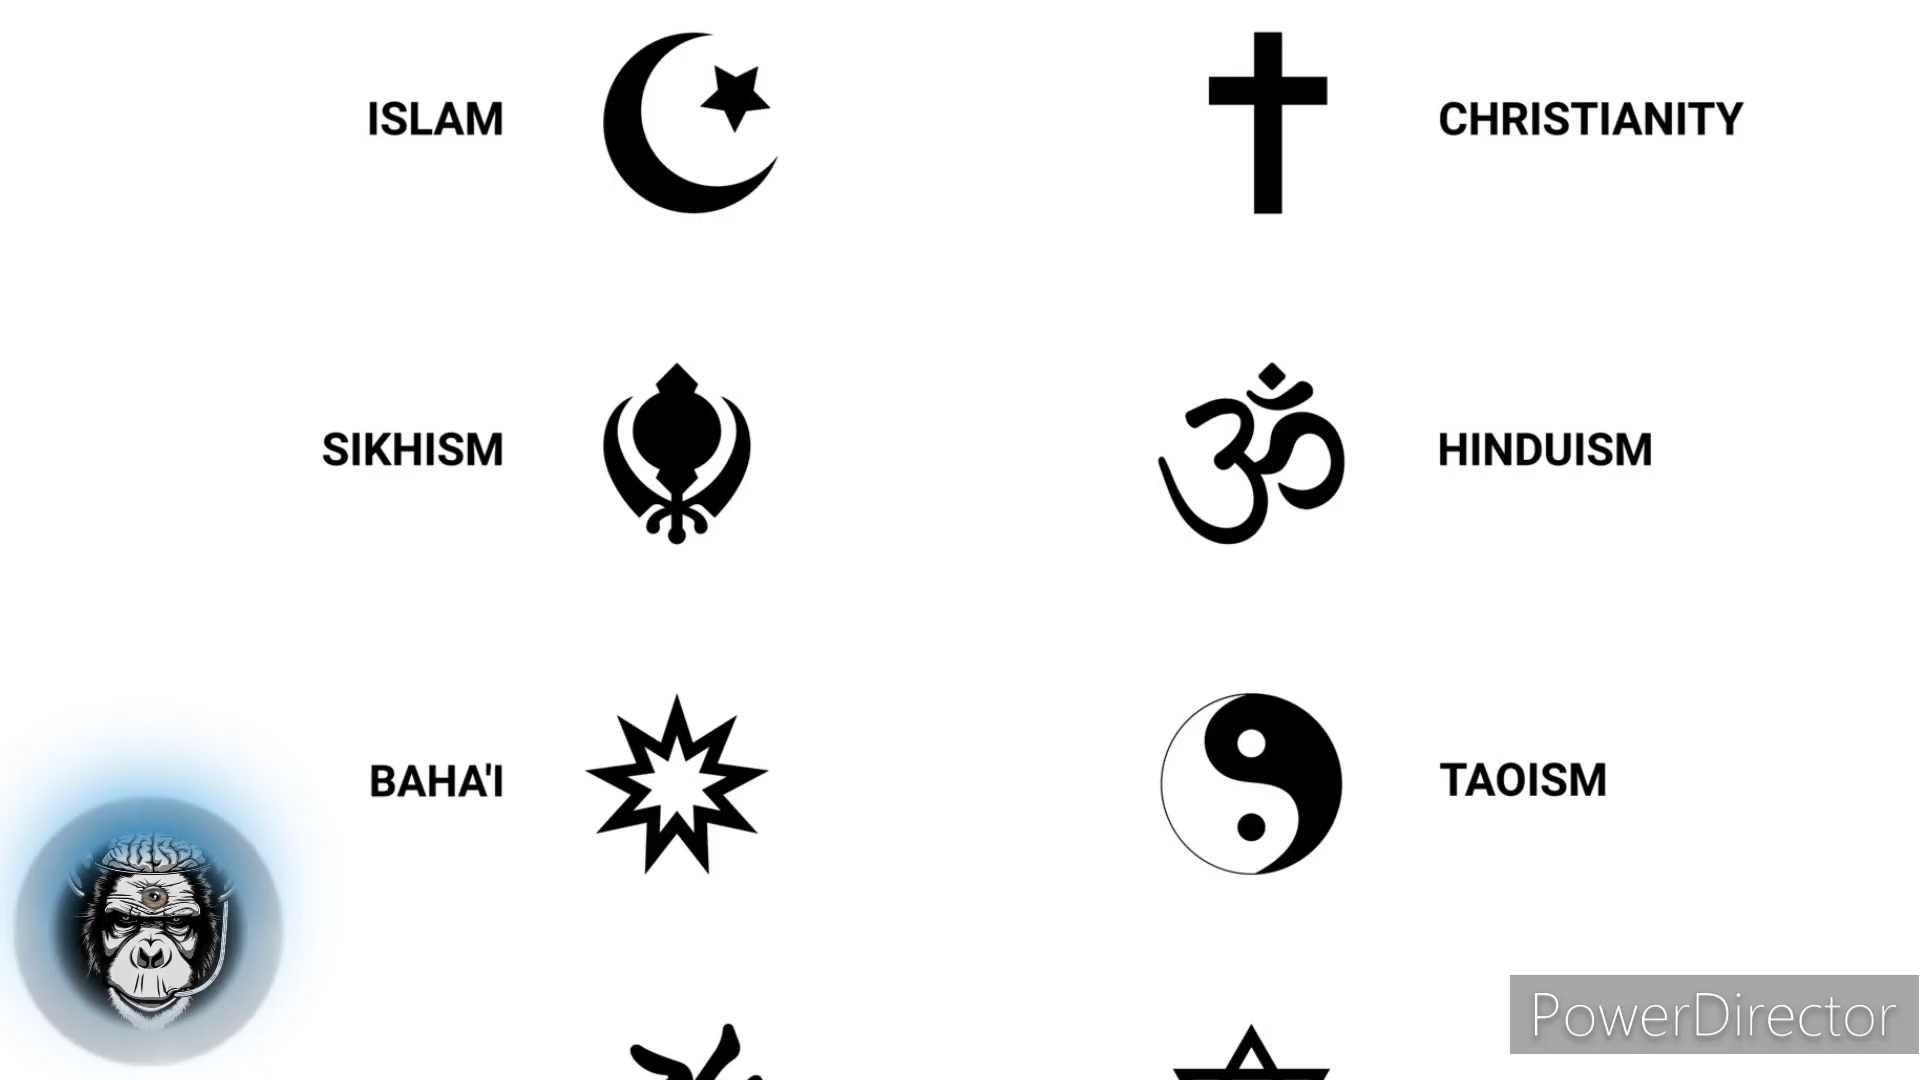 ISLAM
CHRISTIANITY
SIKHISM
HINDUISM
BAHA'I
TAOISM
PowerDirector